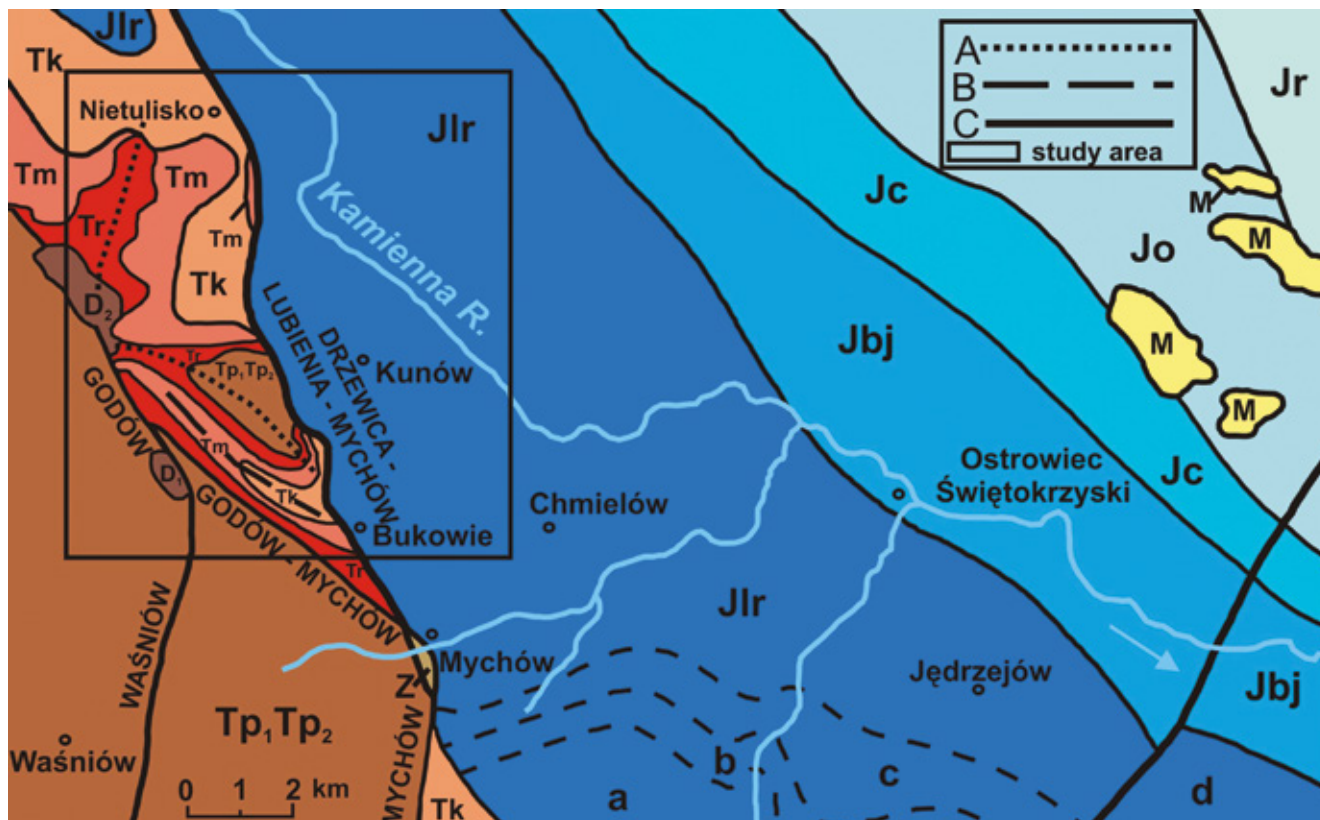 Jlr
Tk
Nietulisko
Tm
Tm
Tr
Tm
Tk
D2
Tr
Tp1Tp2
Tm
Tk
D
Tr
GODÓW
GODÓW - MYCHÓW
LUBIENIA - MYCHÓW
DRZEWICA -
Jlr
Kamienna R.
Kunów
Bukowie
Chmielów
Mychów
Z
MYCHÓW
Tk
WAŚNIÓW
Waśniów
Tp1Tp2
0 1 2 km
A
B
C
study area
Jr
Jc
Jo
M
M
M
M
Jbj
Jc
Ostrowiec
Świętokrzyski
Jlr
Jędrzejów
Jbj
a
b
c
d